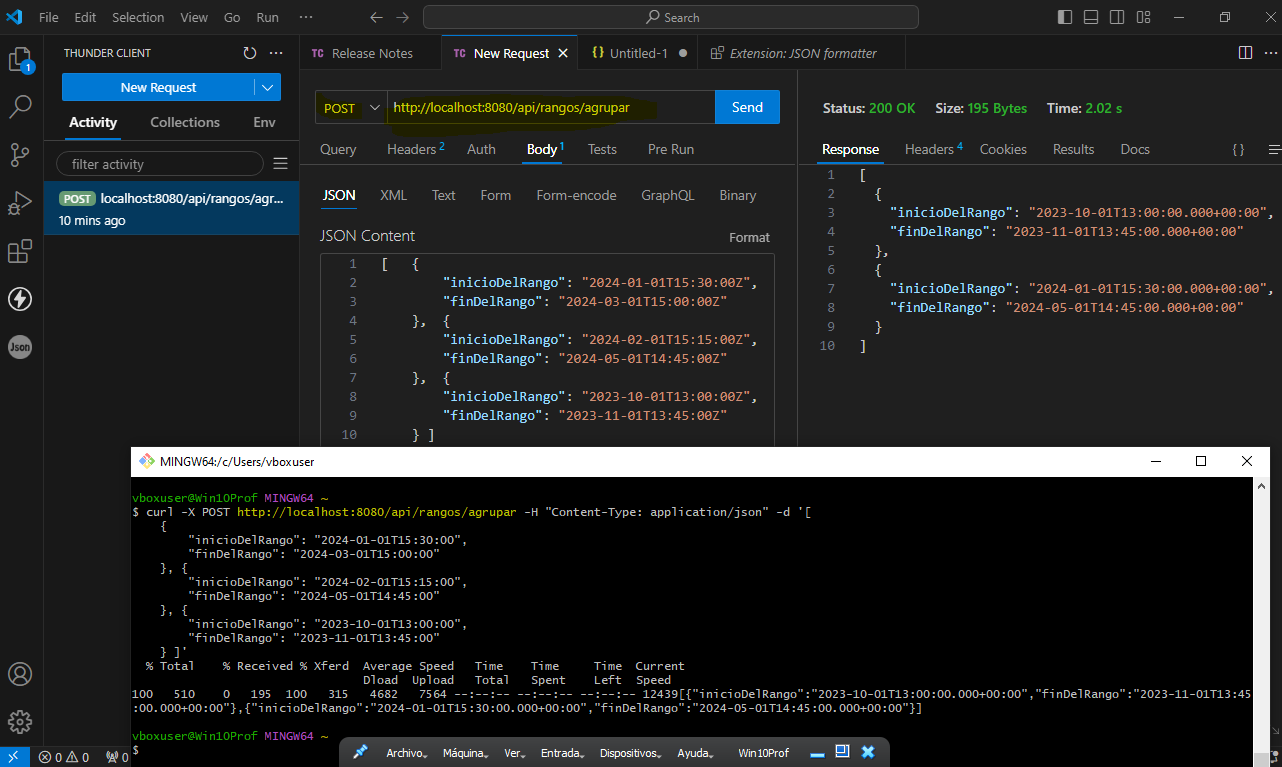 File Edit Selection View Go Run ··· Search
THUNDER CLIENT
New Request
Activity Collections Env
filter activity
POST localhost:8080/api/rangos/agr...
10 mins ago
1
Json
TC Release Notes TC New Request {} Untitled-1 Extension: JSON formatter
POST http://localhost:8080/api/rangos/agrupar Send
Query Headers 2 Auth Body 1 Tests Pre Run
JSON XML Text Form Form-encode GraphQL Binary
JSON Content Format
1 [ {
2 "inicioDelRango": "2024-01-01T15:30:00Z",
3 "finDelRango": "2024-03-01T15:00:00Z"
4 }, {
5 "inicioDelRango": "2024-02-01T15:15:00Z",
6 "finDelRango": "2024-05-01T14:45:00Z"
7 }, {
8 "inicioDelRango": "2023-10-01T13:00:00Z",
9 "finDelRango": "2023-11-01T13:45:00Z"
10 } ]
Status: 200 OK Size: 195 Bytes Time: 2.02 s
Response Headers 4 Cookies Results Docs {}
1 [
2 {
3 "inicioDelRango": "2023-10-01T13:00:00.000+00:00",
4 "finDelRango": "2023-11-01T13:45:00.000+00:00"
5 },
6 {
7 "inicioDelRango": "2024-01-01T15:30:00.000+00:00",
8 "finDelRango": "2024-05-01T14:45:00.000+00:00"
9 }
10 ]
MINGW64:/c/Users/vboxuser
vboxuser@Win10Prof MINGW64 ~
$ curl -X POST http://localhost:8080/api/rangos/agrupar -H "Content-Type: application/json" -d '[
{
"inicioDelRango": "2024-01-01T15:30:00",
"finDelRango": "2024-03-01T15:00:00"
}, {
"inicioDelRango": "2024-02-01T15:15:00",
"finDelRango": "2024-05-01T14:45:00"
}, {
"inicioDelRango": "2023-10-01T13:00:00",
"finDelRango": "2023-11-01T13:45:00"
} ]'
% Total % Received % Xferd Average Speed Time Time Time Current
Dload Upload Total Spent Left Speed
100 510 0 195 100 315 4682 7564 --:--:-- --:--:-- --:--:-- 12439[{"inicioDelRango":"2023-10-01T13:00:00.000+00:00","finDelRango":"2023-11-01T13:45
:00.000+00:00"},{"inicioDelRango":"2024-01-01T15:30:00.000+00:00","finDelRango":"2024-05-01T14:45:00.000+00:00"}]
vboxuser@Win10Prof MINGW64 ~
$
0 0 0
Archivo Máquina Ver Entrada Dispositivos Ayuda Win10Prof